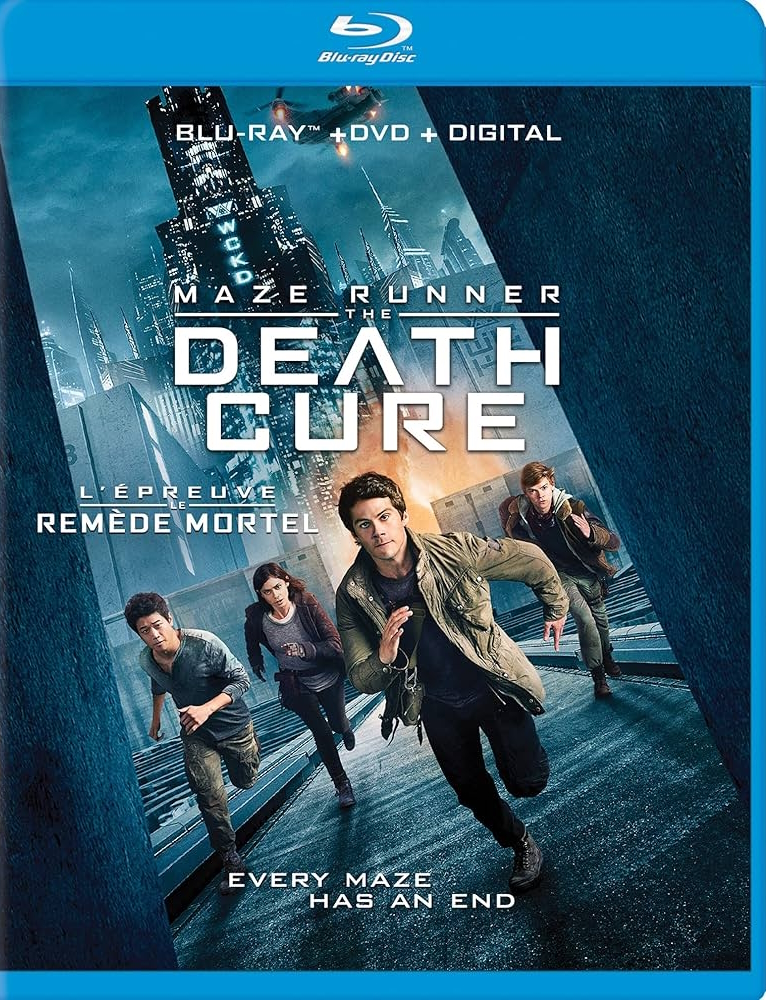 Blu-ray Disc™
BLU-RAY™ + DVD + DIGITAL
WCKD
MAZE RUNNER
THE
DEATH
CURE
L'ÉPREUVE
LE
REMÈDE MORTEL
EVERY MAZE
HAS AN END